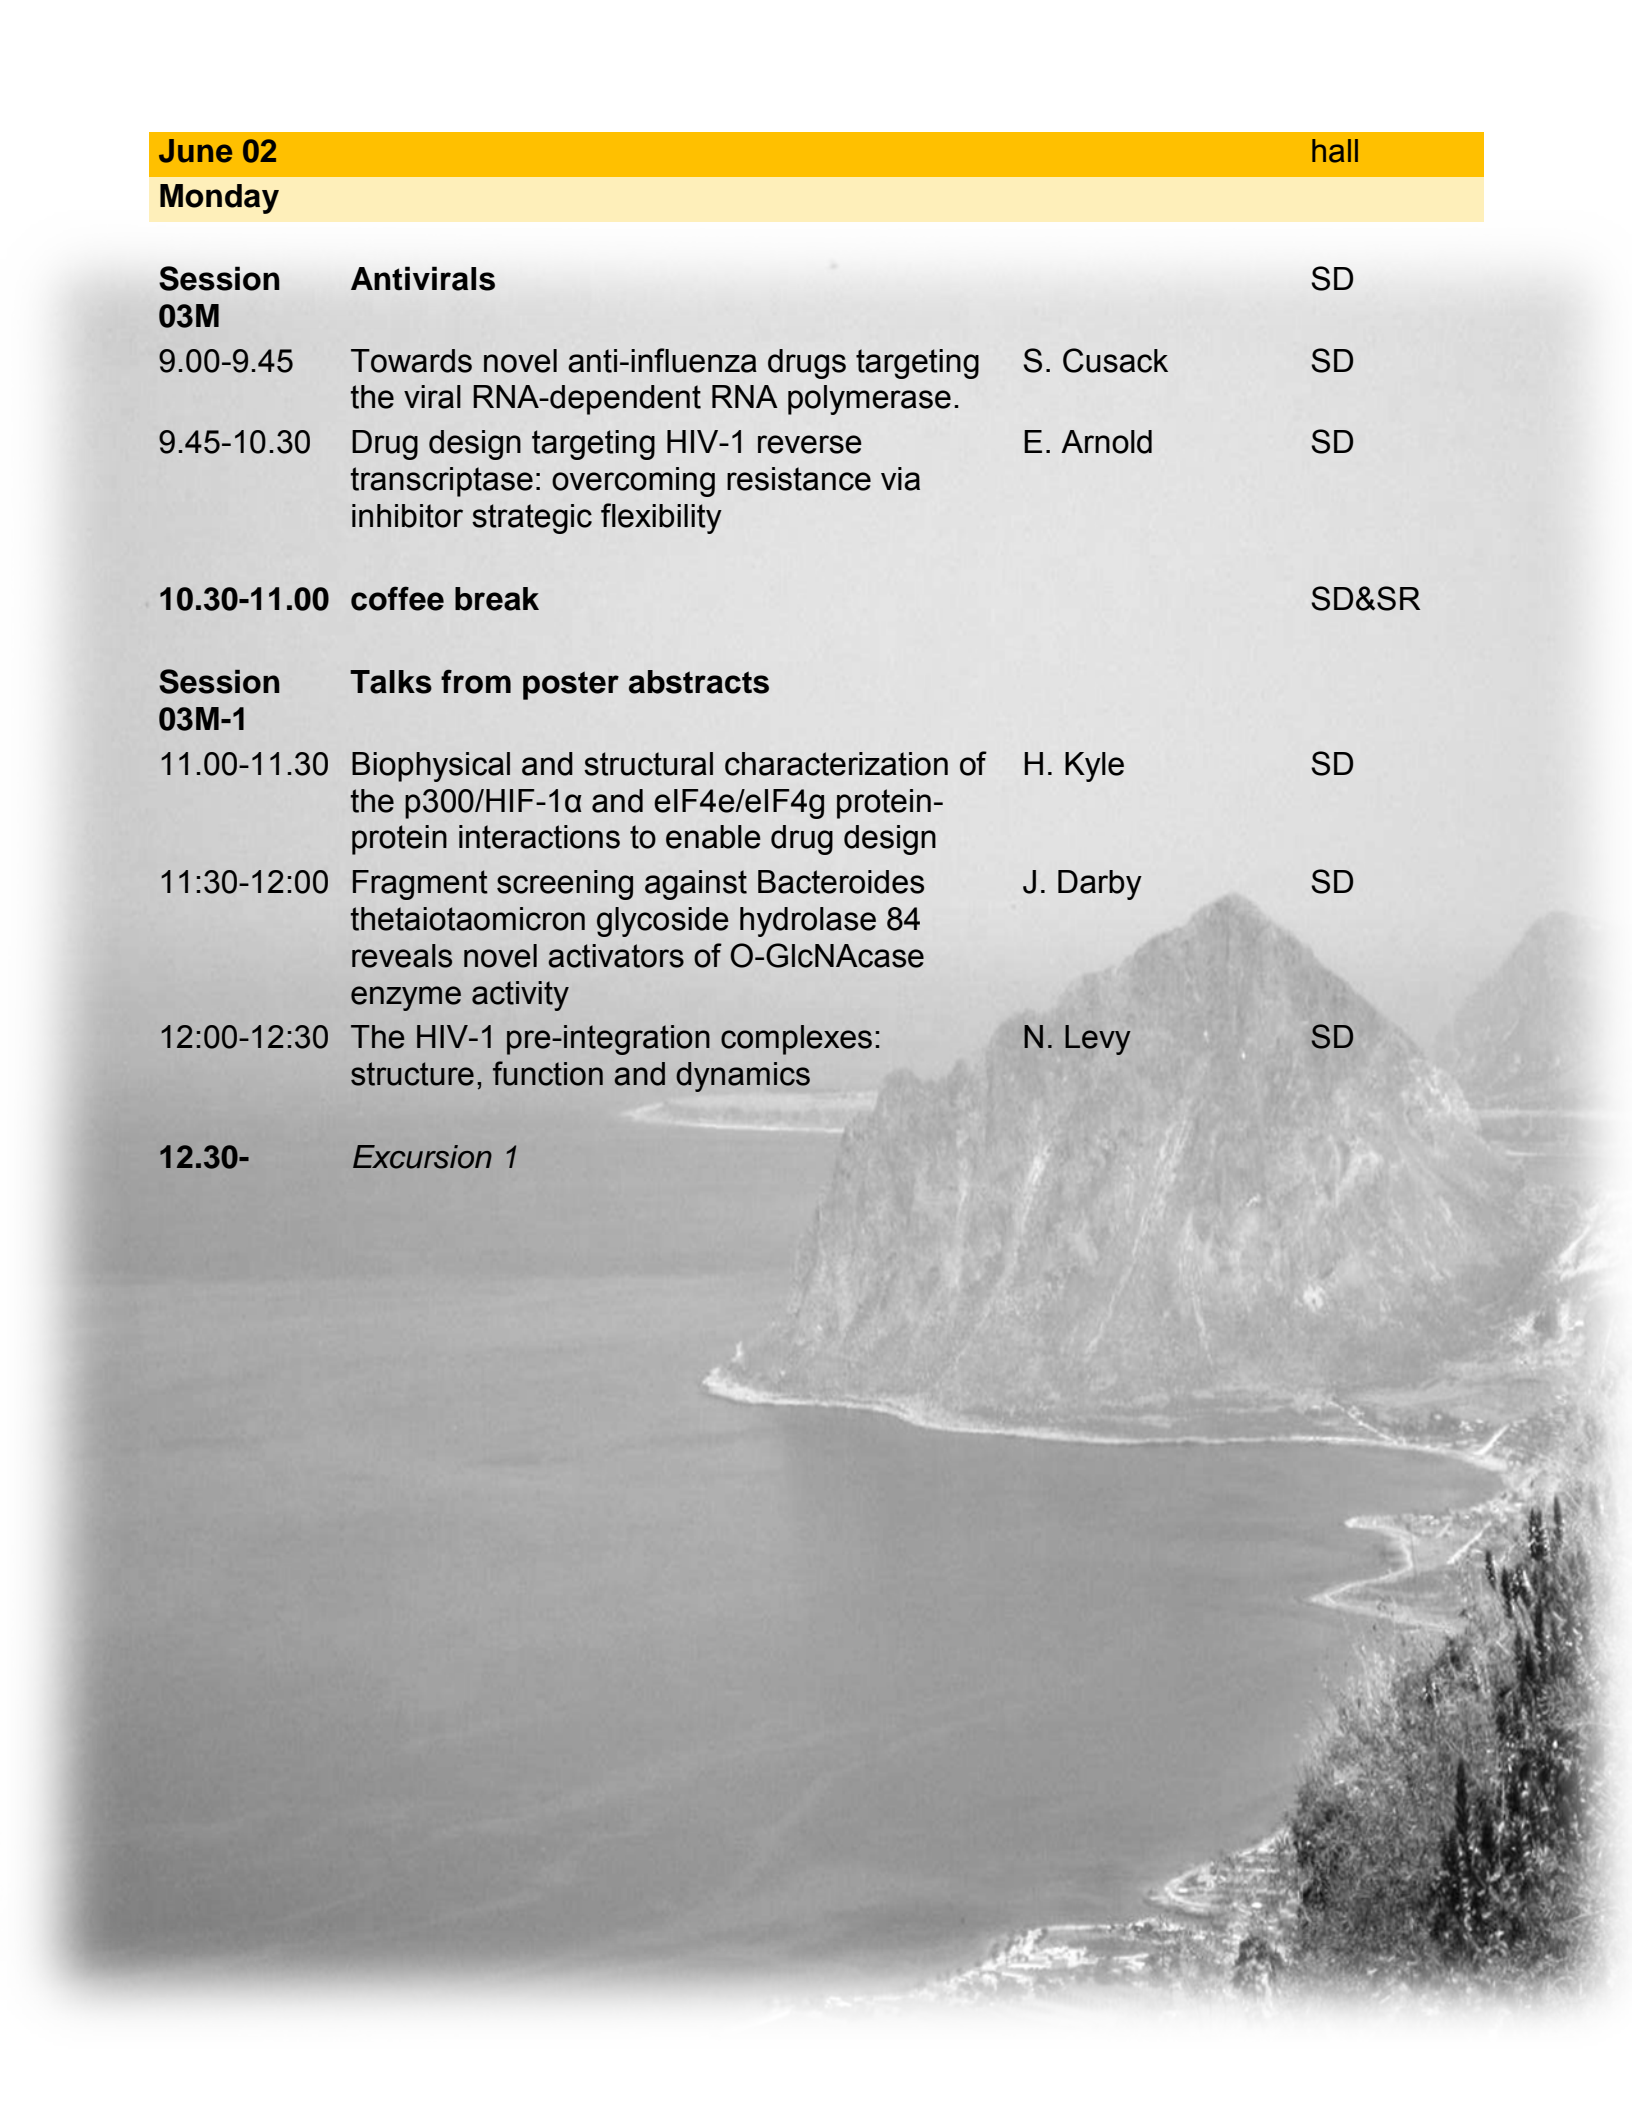 June 02 hall
Monday
Session Antivirals SD
03M
9.00-9.45 Towards novel anti-influenza drugs targeting S. Cusack SD
the viral RNA-dependent RNA polymerase.
9.45-10.30 Drug design targeting HIV-1 reverse E. Arnold SD
transcriptase: overcoming resistance via
inhibitor strategic flexibility
10.30-11.00 coffee break SD&SR
Session Talks from poster abstracts
03M-1
11.00-11.30 Biophysical and structural characterization of H. Kyle SD
the p300/HIF-1α and eIF4e/eIF4g protein-
protein interactions to enable drug design
11:30-12:00 Fragment screening against Bacteroides J. Darby SD
thetaiotaomicron glycoside hydrolase 84
reveals novel activators of O-GlcNAcase
enzyme activity
12:00-12:30 The HIV-1 pre-integration complexes: N. Levy SD
structure, function and dynamics
12.30- Excursion 1